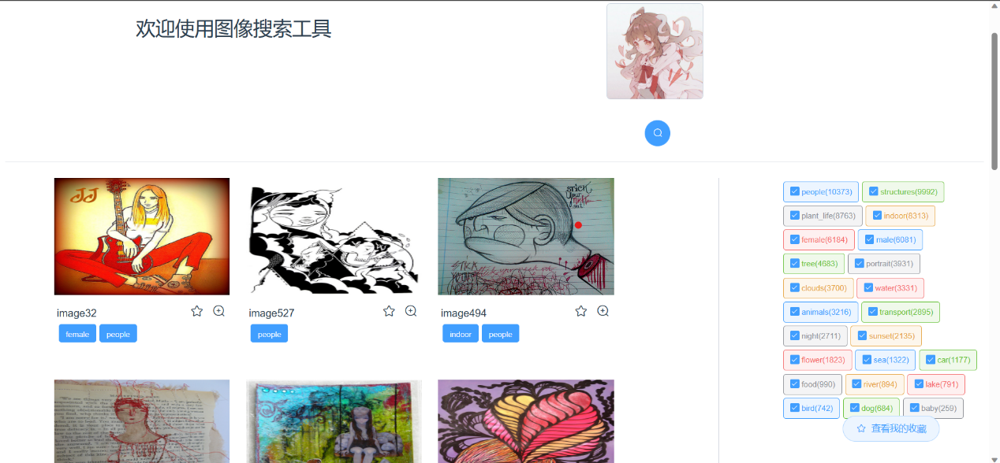 欢迎使用图像搜索工具
JJ
STICK
YOUR
NECK
image32
image527
image494
female people
people
indoor people
people(10373) structures(9992)
plant_life(8763) indoor(8313)
female(6184) male(6081)
tree(4683) portrait(3931)
clouds(3700) water(3331)
animals(3216) transport(2895)
night(2711) sunset(2135)
flower(1823) sea(1322) car(1177)
food(990) river(894) lake(791)
bird(742) dog(684) baby(259)
查看我的收藏